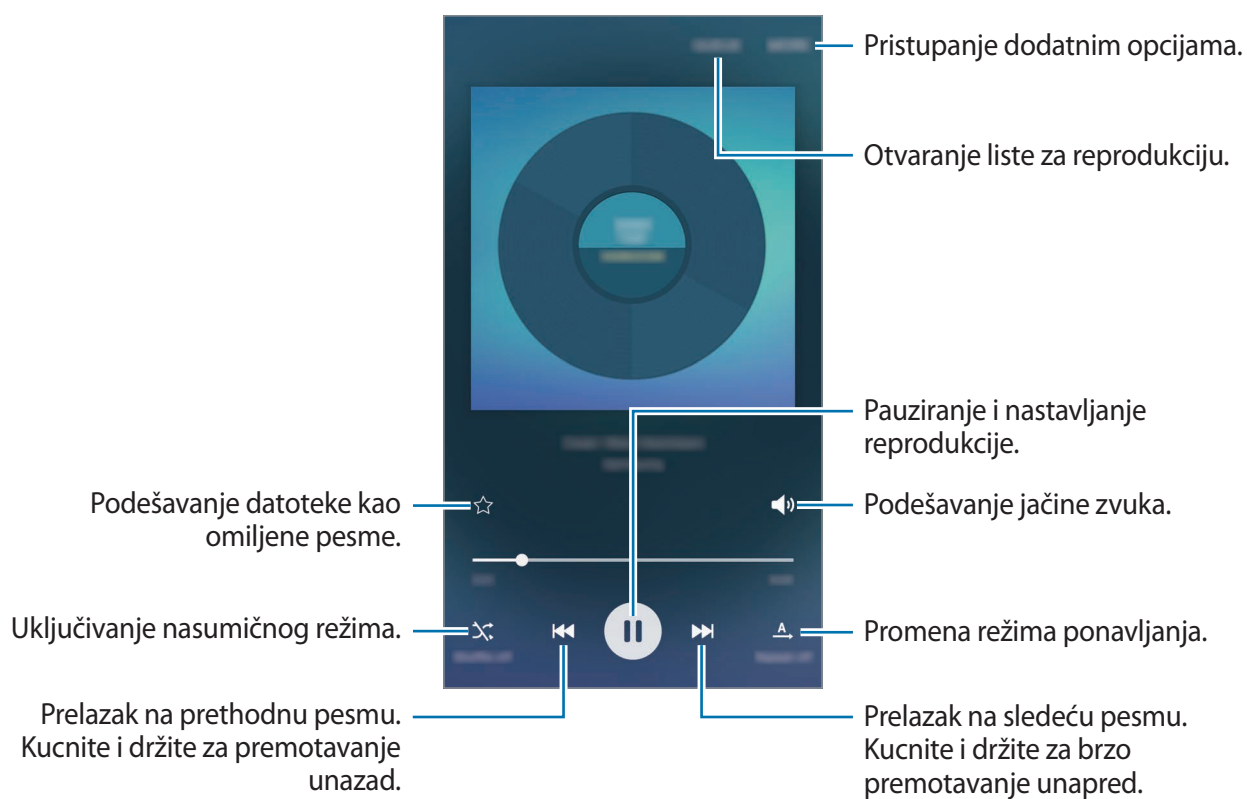 Pristupanje dodatnim opcijama.
Otvaranje liste za reprodukciju.
Pauziranje i nastavljanje
reprodukcije.
Podešavanje datoteke kao
omiljene pesme.
Podešavanje jačine zvuka.
Uključivanje nasumičnog režima.
A
Promena režima ponavljanja.
Prelazak na prethodnu pesmu.
Kucnite i držite za premotavanje
unazad.
Prelazak na sledeću pesmu.
Kucnite i držite za brzo
premotavanje unapred.